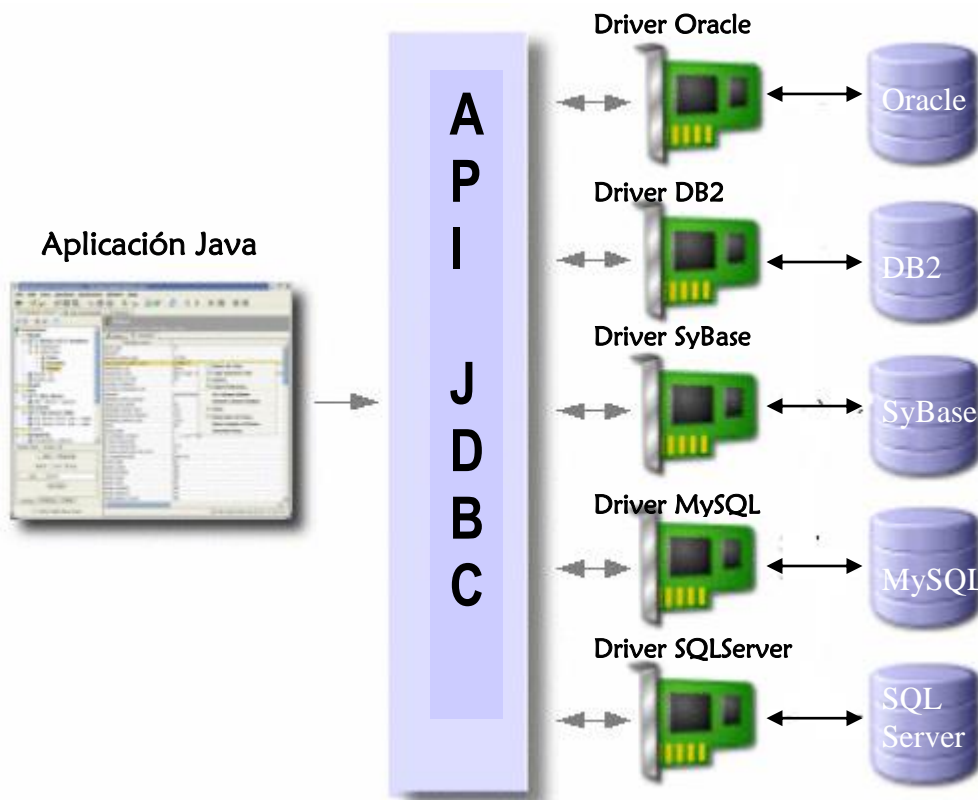 Aplicación Java
A
P
I
J
D
B
C
Driver Oracle
Oracle
Driver DB2
DB2
Driver SyBase
SyBase
Driver MySQL
MySQL
Driver SQLServer
SQL
Server